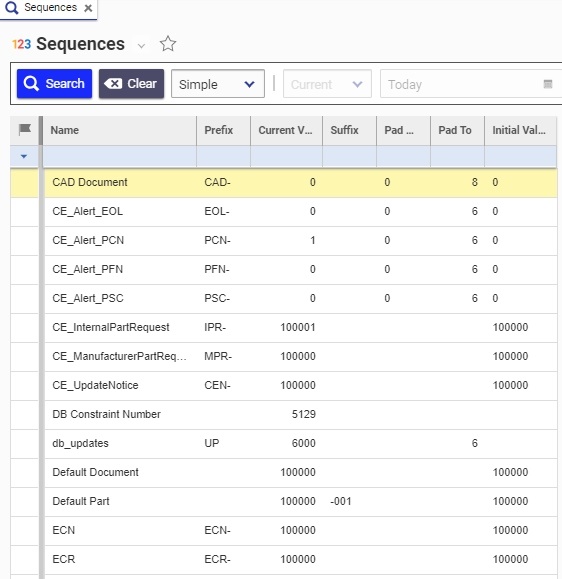 Sequences
123 Sequences
Search Clear Simple Current Today
Name Prefix Current V... Suffix Pad ... Pad To Initial Val...
CAD Document CAD- 0 0 8 0
CE_Alert_EOL EOL- 0 0 6 0
CE_Alert_PCN PCN- 1 0 6 0
CE_Alert_PFN PFN- 0 0 6 0
CE_Alert_PSC PSC- 0 0 6 0
CE_InternalPartRequest IPR- 100001 100000
CE_ManufacturerPartReq... MPR- 100000 100000
CE_UpdateNotice CEN- 100000 100000
DB Constraint Number 5129
db_updates UP 6000 6
Default Document 100000 100000
Default Part 100000 -001 100000
ECN ECN- 100000 100000
ECR ECR- 100000 100000